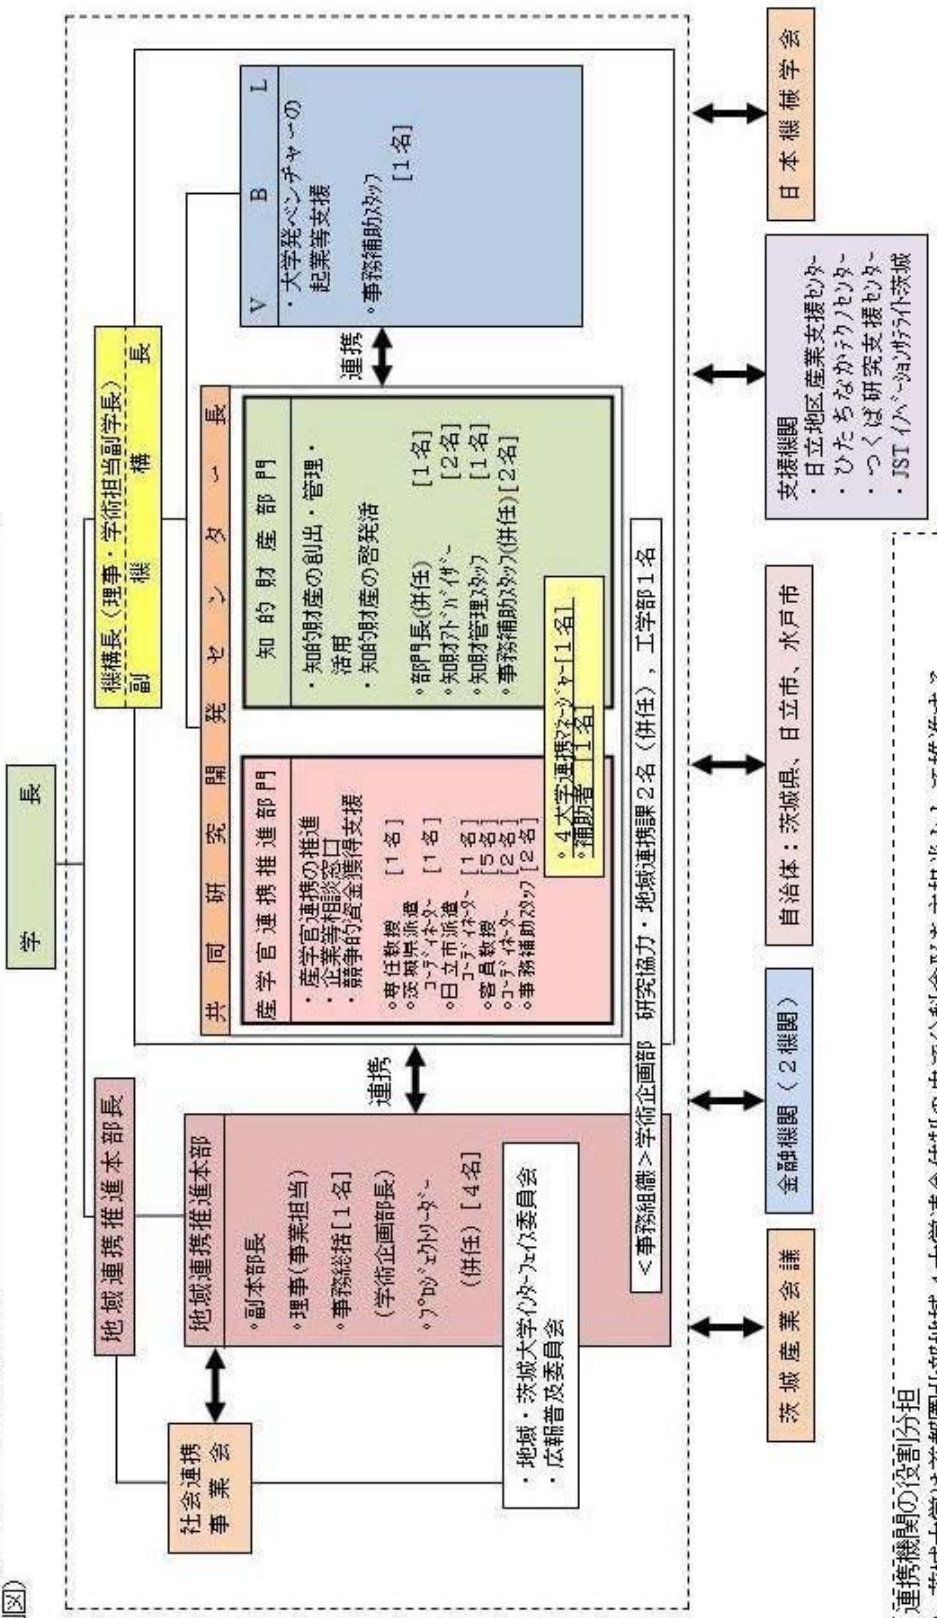 図)
学長
地域連携推進本部長
機構長（理事・学術担当副学長）
副機構長
社会連携
事業会
地域連携推進本部
◦副本部長
◦理事(事業担当)
◦事務総括[1名]
(学術企画部長)
◦プロジェクトリーダー
(併任) [4名]
・地域・茨城大学インターフェイス委員会
・広報普及委員会
連携
共同研究開発センター長
産学官連携推進部門
・産学官連携の推進
・企業等相談窓口
・競争的資金獲得支援
◦専任教授 [1名]
◦茨城県派遣
コーディネーター [1名]
◦日立市派遣
コーディネーター [1名]
◦客員教授 [5名]
◦コーディネーター [2名]
◦事務補助スタッフ [2名]
知的財産部門
・知的財産の創出・管理・
活用
・知的財産の啓発活
◦部門長(併任) [1名]
◦知財アドバイザー [2名]
◦知財管理スタッフ [1名]
◦事務補助スタッフ(併任) [2名]
◦４大学連携マネージャー[1名]
◦補助者 [1名]
連携
VBL
・大学発ベンチャーの
起業等支援
◦事務補助スタッフ
[1名]
＜事務組織＞学術企画部 研究協力・地域連携課２名（併任），工学部１名
茨城産業会議
金融機関（２機関）
自治体：茨城県、日立市、水戸市
支援機関
・日立地区産業支援センター
・ひたちなかテクノセンター
・つくば研究支援センター
・JSTイノベーションサテライト茨城
日本機械学会
連携機関の役割分担